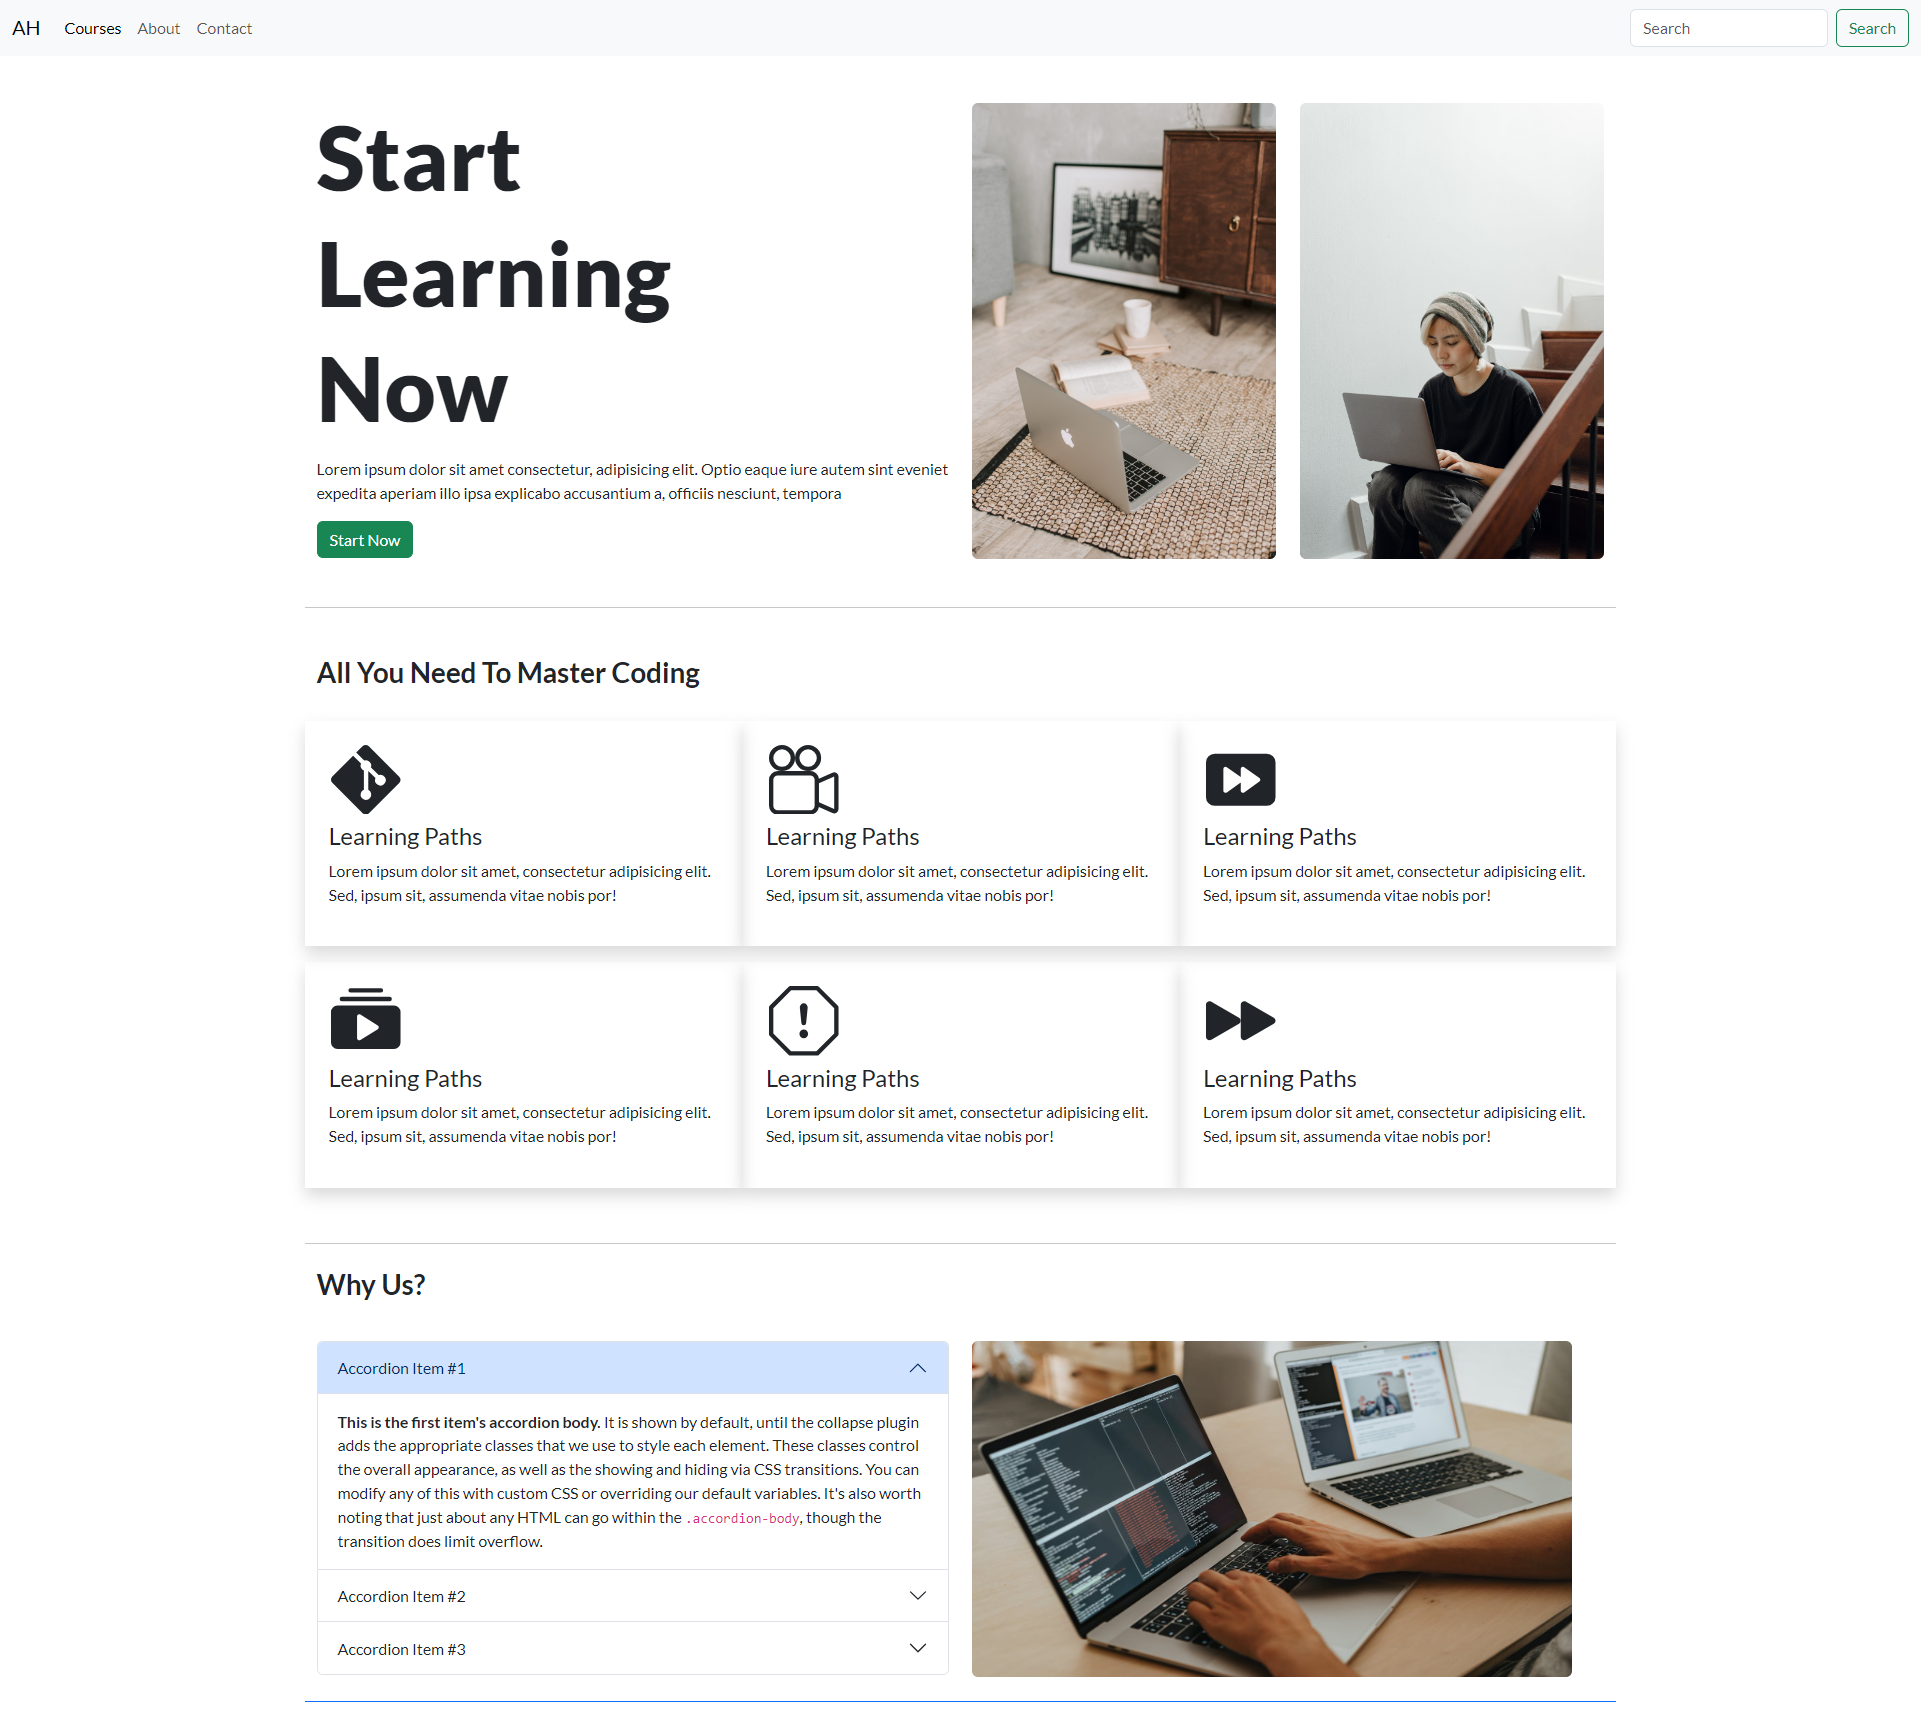 AH Courses About Contact Search Search
Start
Learning
Now
Lorem ipsum dolor sit amet consectetur, adipisicing elit. Optio eaque iure autem sint eveniet
expedita aperiam illo ipsa explicabo accusantium a, officiis nesciunt, tempora
Start Now
All You Need To Master Coding
Learning Paths
Lorem ipsum dolor sit amet, consectetur adipisicing elit.
Sed, ipsum sit, assumenda vitae nobis por!
Learning Paths
Lorem ipsum dolor sit amet, consectetur adipisicing elit.
Sed, ipsum sit, assumenda vitae nobis por!
Learning Paths
Lorem ipsum dolor sit amet, consectetur adipisicing elit.
Sed, ipsum sit, assumenda vitae nobis por!
Learning Paths
Lorem ipsum dolor sit amet, consectetur adipisicing elit.
Sed, ipsum sit, assumenda vitae nobis por!
Learning Paths
Lorem ipsum dolor sit amet, consectetur adipisicing elit.
Sed, ipsum sit, assumenda vitae nobis por!
Learning Paths
Lorem ipsum dolor sit amet, consectetur adipisicing elit.
Sed, ipsum sit, assumenda vitae nobis por!
Why Us?
Accordion Item #1
This is the first item's accordion body. It is shown by default, until the collapse plugin
adds the appropriate classes that we use to style each element. These classes control
the overall appearance, as well as the showing and hiding via CSS transitions. You can
modify any of this with custom CSS or overriding our default variables. It's also worth
noting that just about any HTML can go within the .accordion-body, though the
transition does limit overflow.
Accordion Item #2
Accordion Item #3